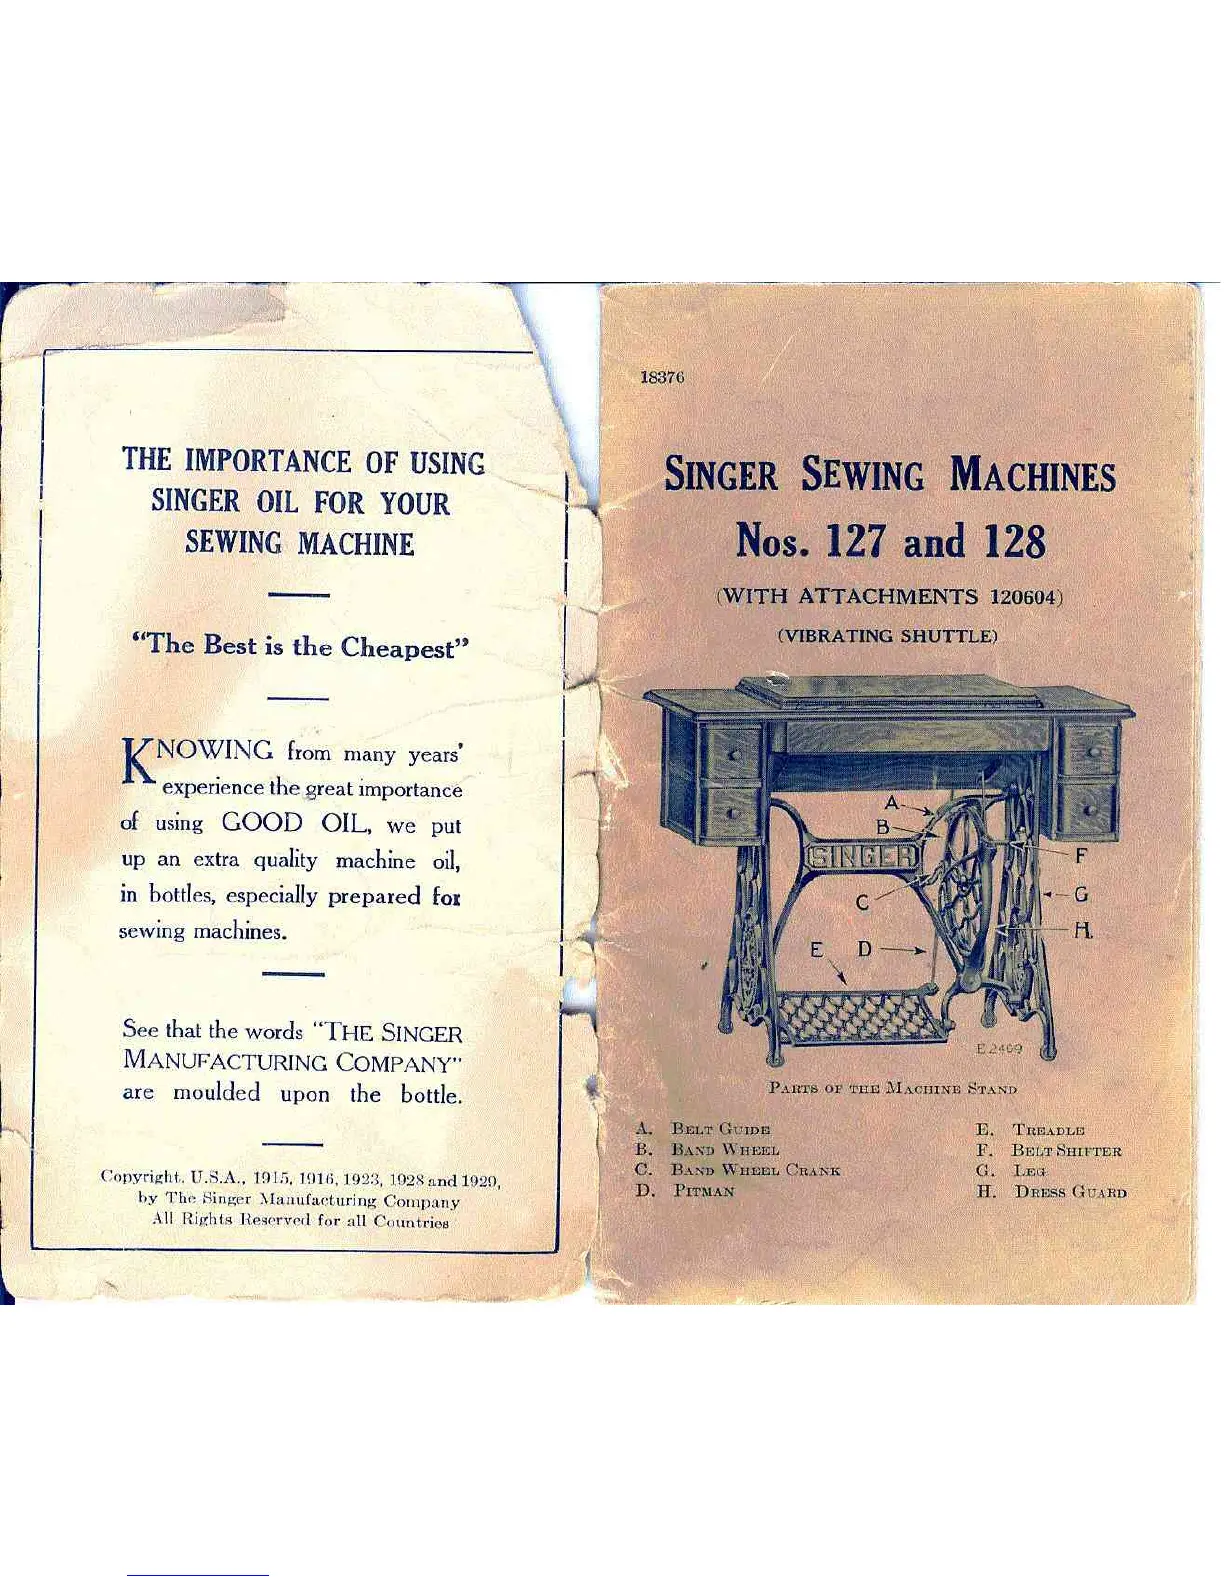 THE IMPORTANCE OF USING
SINGER OIL FOR YOUR
SEWING MACHINE
"The Best is the Cheapest"
KNOWING from many years'
experience the great importance
of using GOOD OIL, we put
up an extra quality machine oil,
in bottles, especially prepared for
sewing machines.
See that the words "THE SINGER
MANUFACTURING COMPANY"
are moulded upon the bottle.
Copyright, U.S.A., 1915, 1916, 1923, 1928 and 1929,
by The Singer Manufacturing Company
All Rights Reserved for all Countries
18376
SINGER SEWING MACHINES
Nos. 127 and 128
(WITH ATTACHMENTS 120604)
(VIBRATING SHUTTLE)
A
B
SINGER
F
C
G
H
E D
E2409
PARTS OF THE MACHINE STAND
A. BELT GUIDE
B. BAND WHEEL
C. BAND WHEEL CRANK
D. PITMAN
E. TREADLE
F. BELT SHIFTER
G. LEG
H. DRESS GUARD